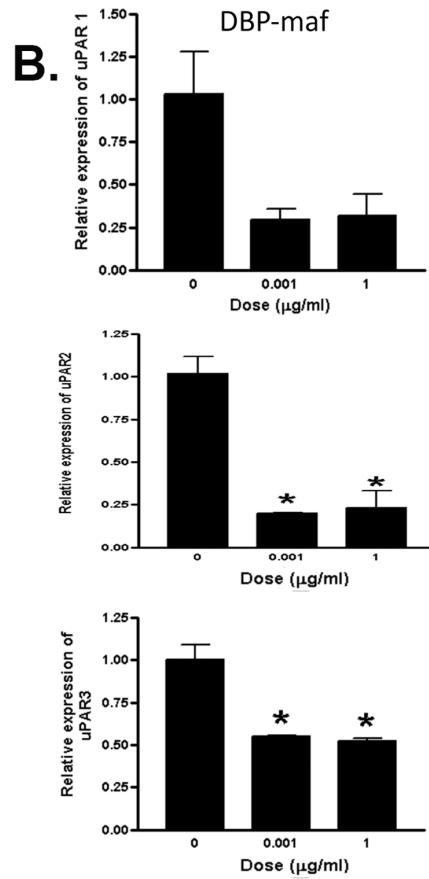 DBP-maf
B.
Relative expression of uPAR 1
1.50
1.25
1.00
0.75
0.50
0.25
0.00
0 0.001 1
Dose (μg/ml)
Relative expression of uPAR2
1.25
1.00
0.75
0.50
0.25
0.00
* *
0 0.001 1
Dose (μg/ml)
Relative expression of
uPAR3
1.25
1.00
0.75
0.50
0.25
0.00
* *
0 0.001 1
Dose (μg/ml)